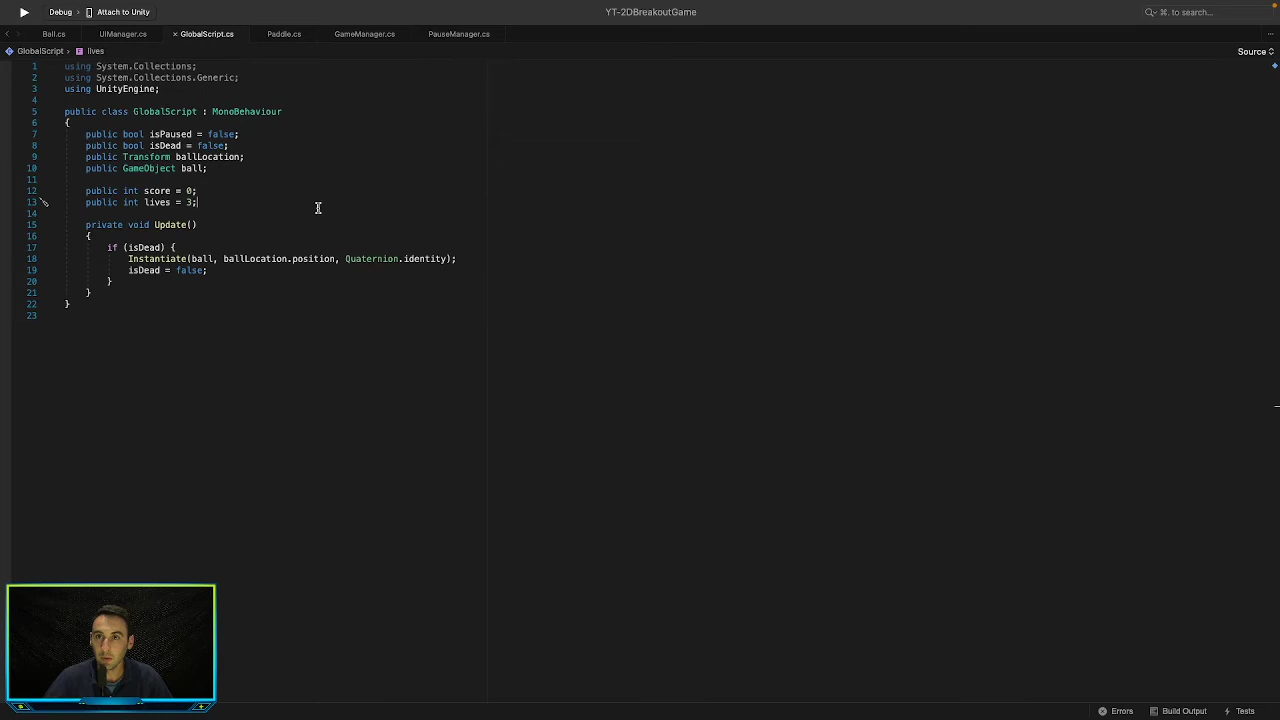 Debug > Attach to Unity
YT-2DBreakoutGame
⌘. to search...
Ball.cs
UIManager.cs
× GlobalScript.cs
Paddle.cs
GameManager.cs
PauseManager.cs
...
GlobalScript > lives
Source
1 using System.Collections;
2 using System.Collections.Generic;
3 using UnityEngine;
4
5 public class GlobalScript : MonoBehaviour
6 {
7 public bool isPaused = false;
8 public bool isDead = false;
9 public Transform ballLocation;
10 public GameObject ball;
11
12 public int score = 0;
13 public int lives = 3;
14
15 private void Update()
16 {
17 if (isDead) {
18 Instantiate(ball, ballLocation.position, Quaternion.identity);
19 isDead = false;
20 }
21 }
22 }
23
Errors
Build Output
Tests